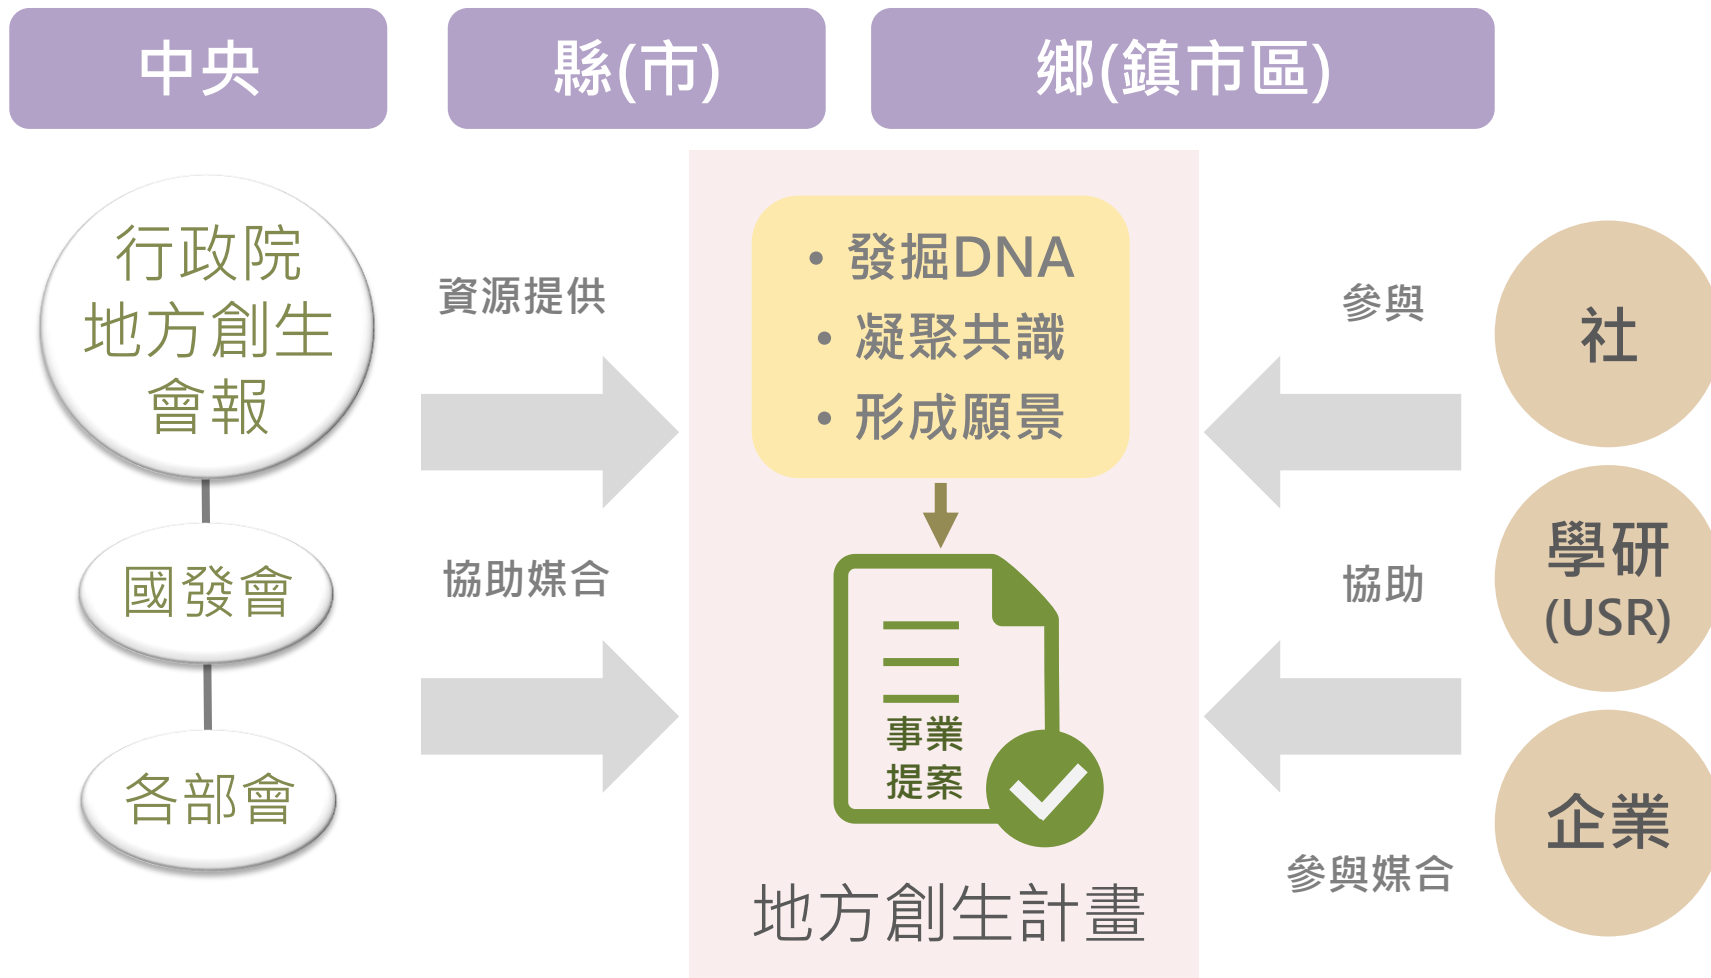 中央
縣(市)
鄉(鎮市區)
行政院
地方創生
會報
國發會
各部會
資源提供
協助媒合
• 發掘DNA
• 凝聚共識
• 形成願景
事業
提案
地方創生計畫
參與
協助
參與媒合
社
學研
(USR)
企業